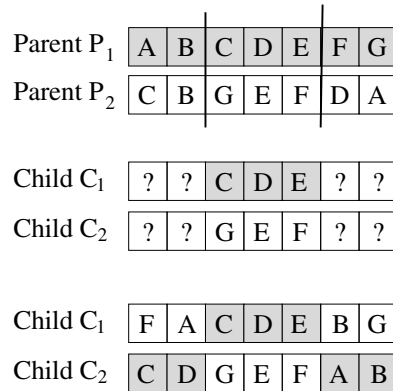 Parent P₁ A B C D E F G
Parent P₂ C B G E F D A
Child C₁ ? ? C D E ? ?
Child C₂ ? ? G E F ? ?
Child C₁ F A C D E B G
Child C₂ C D G E F A B